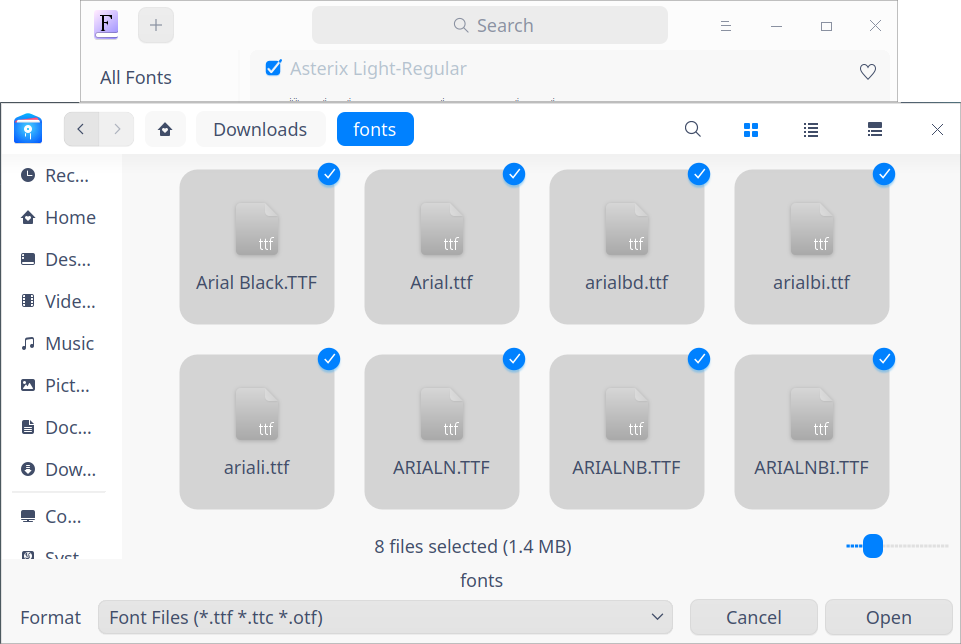 F
Search
All Fonts
Asterix Light-Regular
Downloads
fonts
Rec...
Home
Des...
Vide...
Music
Pict...
Doc...
Dow...
Co...
Syst
ttf
Arial Black.TTF
ttf
Arial.ttf
ttf
arialbd.ttf
ttf
arialbi.ttf
ttf
ariali.ttf
ttf
ARIALN.TTF
ttf
ARIALNB.TTF
ttf
ARIALNBI.TTF
8 files selected (1.4 MB)
fonts
Format
Font Files (*.ttf *.ttc *.otf)
Cancel
Open